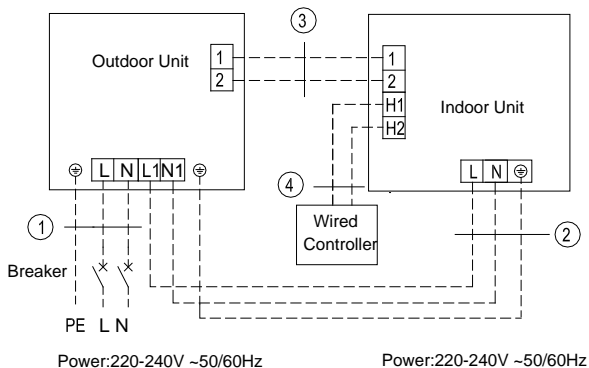 3
Outdoor Unit
1
2
1
2
H1
H2
Indoor Unit
L N L1 N1
L N
4
1
Wired
Controller
2
Breaker
PE L N
Power:220-240V ~50/60Hz
Power:220-240V ~50/60Hz